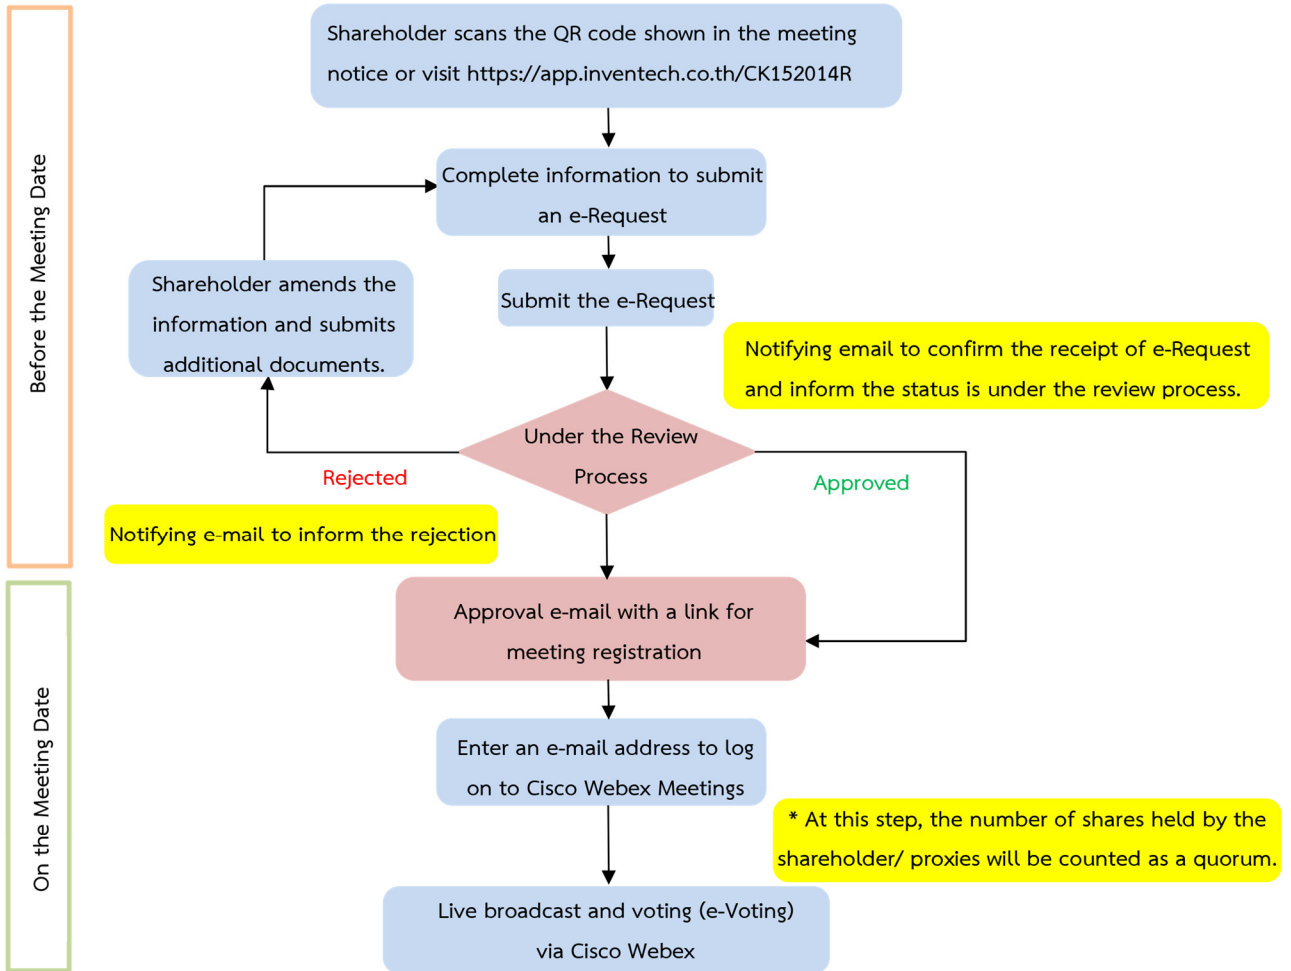 Before the Meeting Date
Shareholder scans the QR code shown in the meeting
notice or visit https://app.inventech.co.th/CK152014R
Complete information to submit
an e-Request
Shareholder amends the
information and submits
additional documents.
Submit the e-Request
Notifying email to confirm the receipt of e-Request
and inform the status is under the review process.
Under the Review
Process
Rejected
Approved
Notifying e-mail to inform the rejection
On the Meeting Date
Approval e-mail with a link for
meeting registration
Enter an e-mail address to log
on to Cisco Webex Meetings
* At this step, the number of shares held by the
shareholder/ proxies will be counted as a quorum.
Live broadcast and voting (e-Voting)
via Cisco Webex